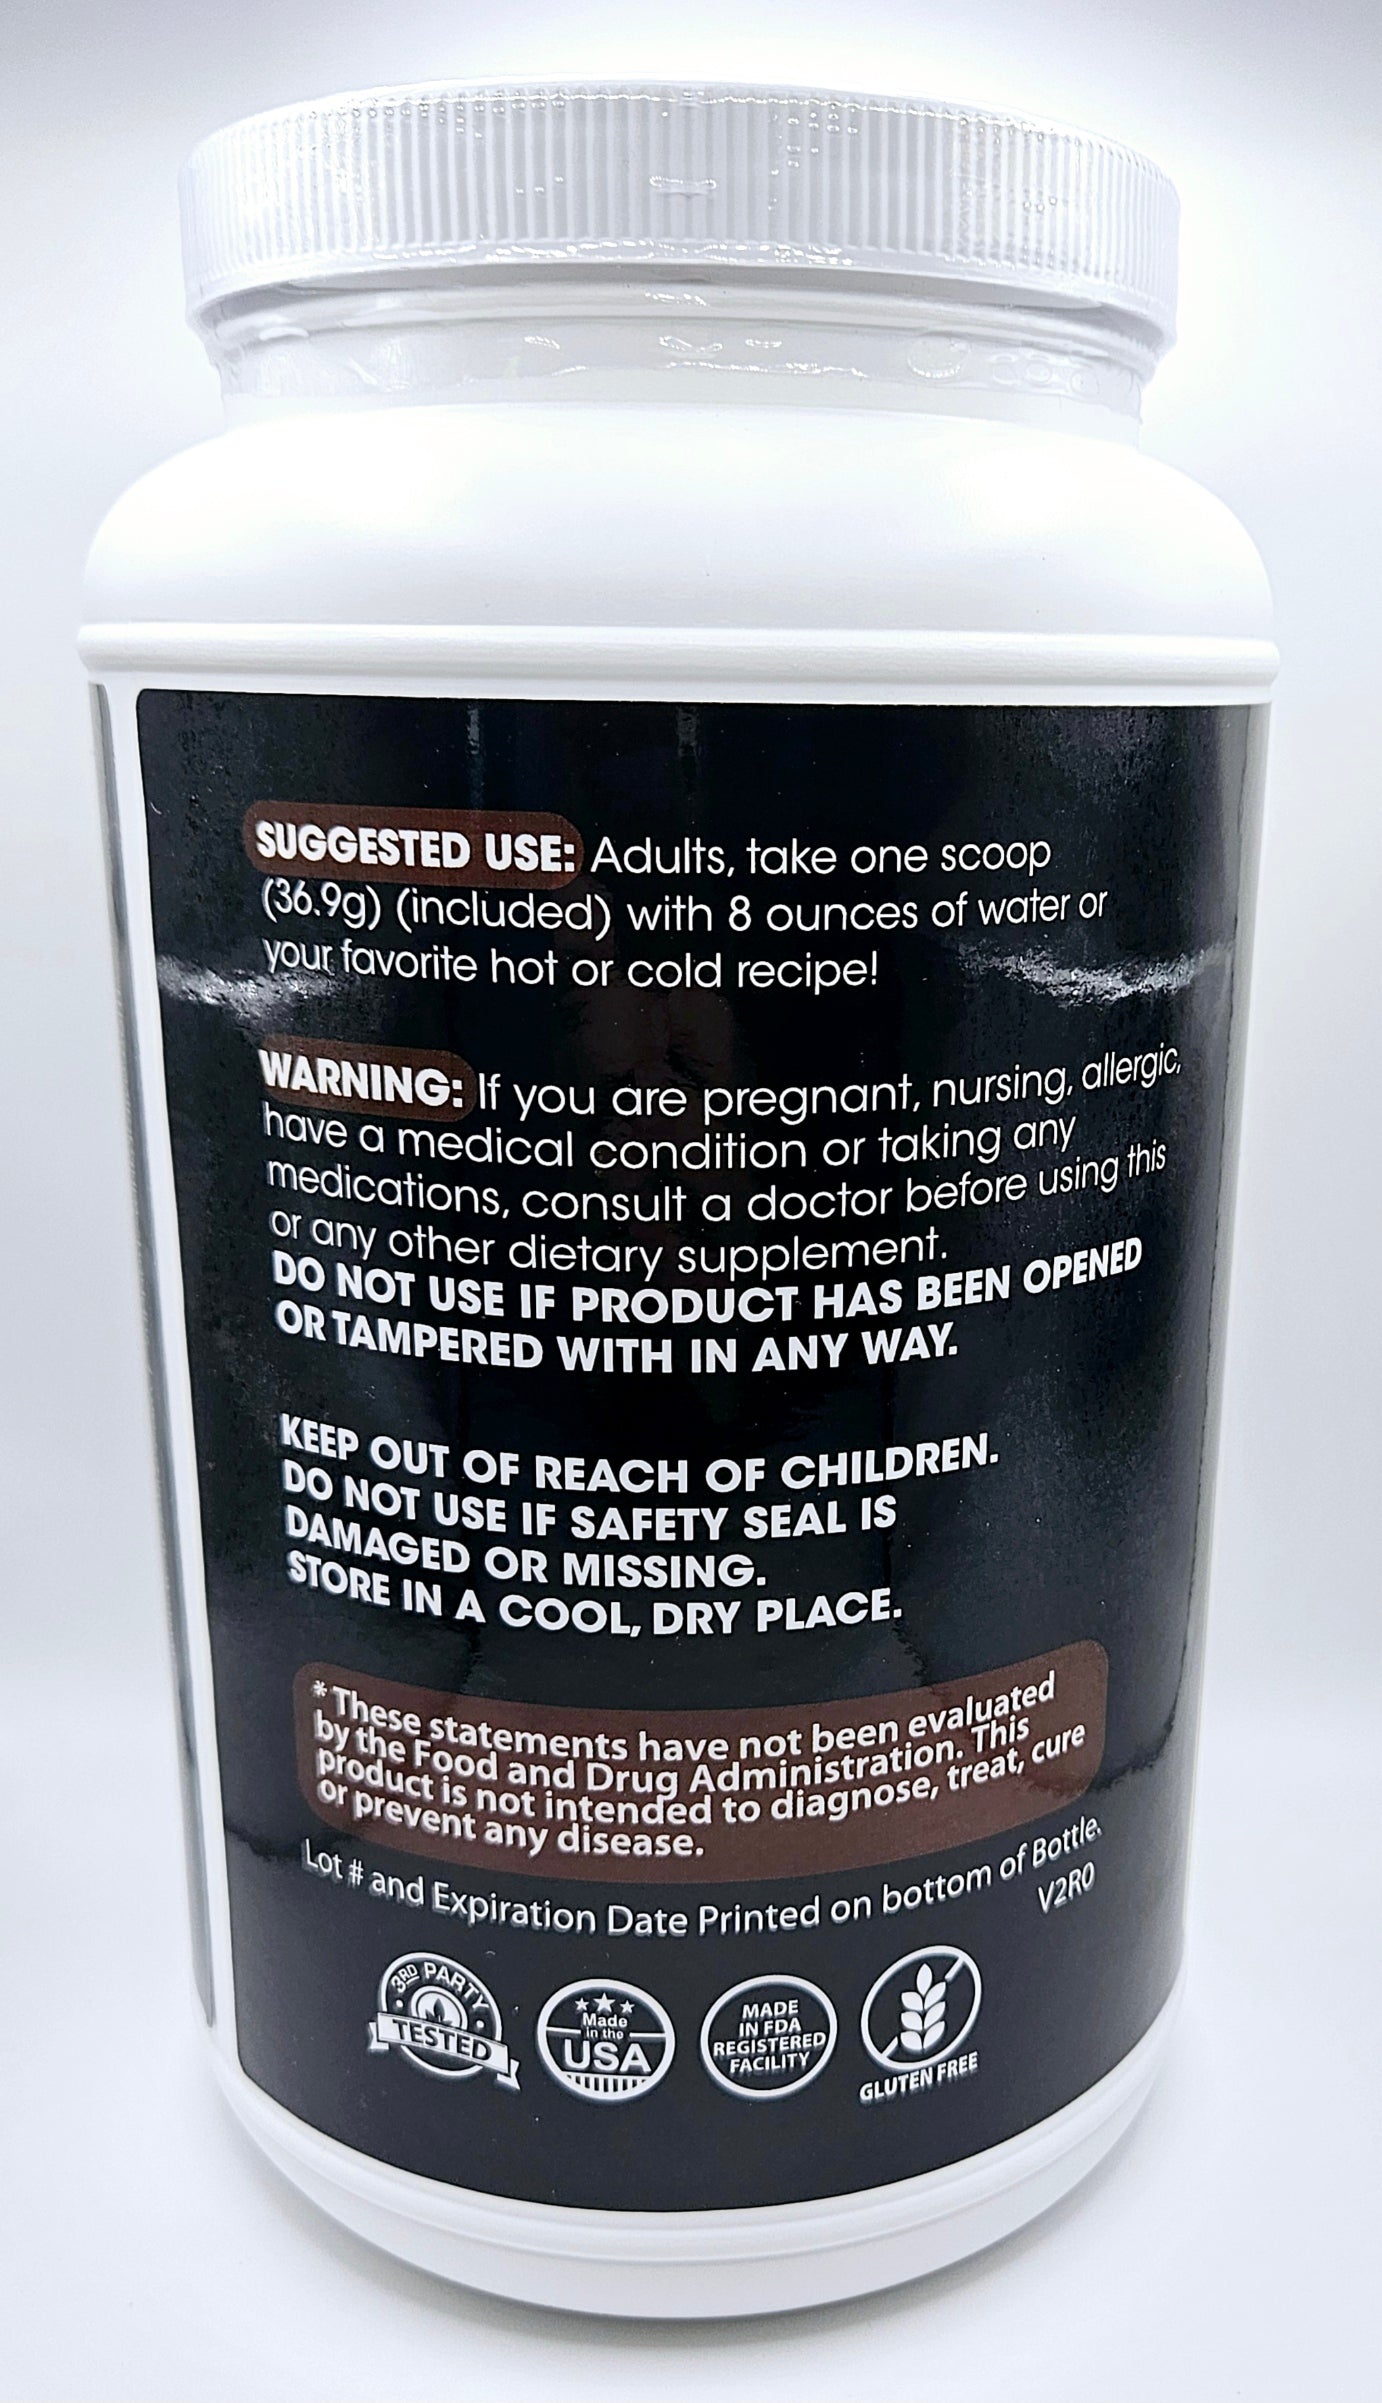 SUGGESTED USE: Adults, take one scoop
(36.9g) (included) with 8 ounces of water or
your favorite hot or cold recipe!
WARNING: If you are pregnant, nursing, allergic,
have a medical condition or taking any
medications, consult a doctor before using this
or any other dietary supplement.
DO NOT USE IF PRODUCT HAS BEEN OPENED
OR TAMPERED WITH IN ANY WAY.
KEEP OUT OF REACH OF CHILDREN.
DO NOT USE IF SAFETY SEAL IS
DAMAGED OR MISSING.
STORE IN A COOL, DRY PLACE.
* These statements have not been evaluated
by the Food and Drug Administration. This
product is not intended to diagnose, treat, cure
or prevent any disease.
Lot # and Expiration Date Printed on bottom of Bottle.
V2R0
3RD PARTY
TESTED
Made
in the
USA
MADE
IN FDA
REGISTERED
FACILITY
GLUTEN FREE